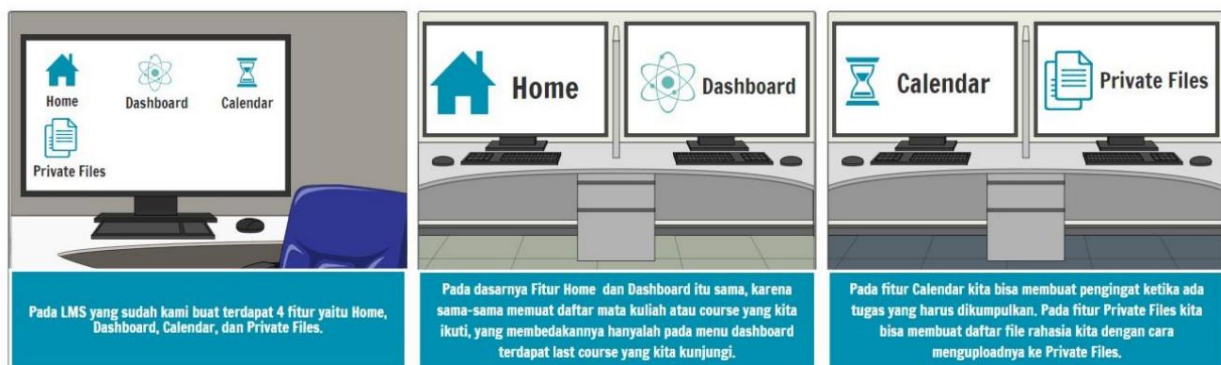 Home
Dashboard
Calendar
Private Files
Pada LMS yang sudah kami buat terdapat 4 fitur yaitu Home,
Dashboard, Calendar, dan Private Files.
Home
Dashboard
Pada dasarnya Fitur Home dan Dashboard itu sama, karena
sama-sama memuat daftar mata kuliah atau course yang kita
ikuti, yang membedakannya hanyalah pada menu dashboard
terdapat last course yang kita kunjungi.
Calendar
Private Files
Pada fitur Calendar kita bisa membuat pengingat ketika ada
tugas yang harus dikumpulkan. Pada fitur Private Files kita
bisa membuat daftar file rahasia kita dengan cara
menguploadnya ke Private Files.